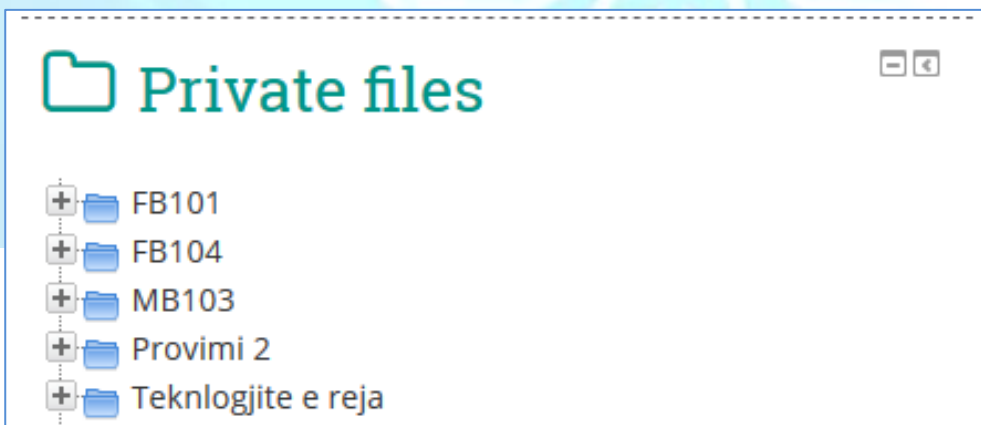 Private files
FB101
FB104
MB103
Provimi 2
Teknlogjite e reja